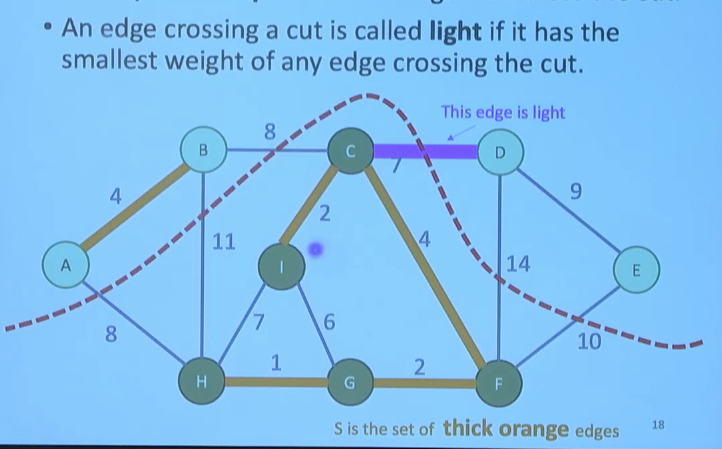 • An edge crossing a cut is called light if it has the
smallest weight of any edge crossing the cut.
This edge is light
8
B
C
D
7
4
9
2
11
4
14
A
I
E
8
7
6
10
1
2
H
G
F
S is the set of thick orange edges
18